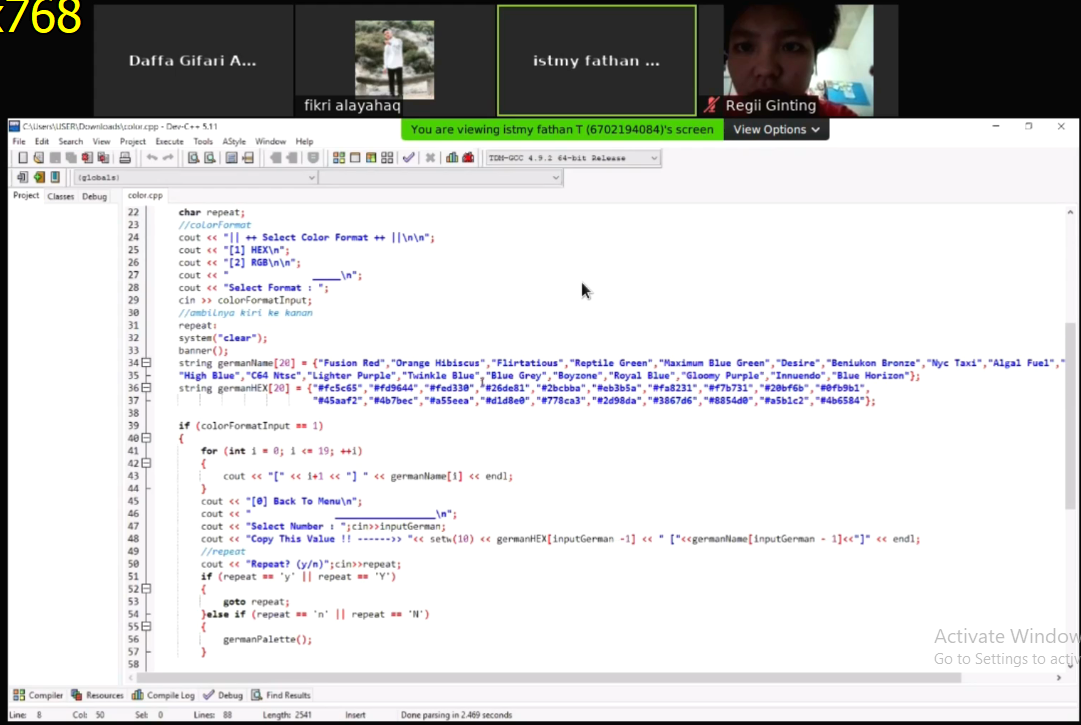 x768
Daffa Gifari A...
fikri alayahaq
istmy fathan ...
Regii Ginting
You are viewing istmy fathan T (6702194084)'s screen
View Options
C:\Users\USER\Downloads\color.cpp - Dev-C++ 5.11
File Edit Search View Project Execute Tools AStyle Window Help
TDM-GCC 4.9.2 64-bit Release
(globals)
Project Classes Debug
color.cpp
22 char repeat;
23 //colorFormat
24 cout << "|| ++ Select Color Format ++ ||\n\n";
25 cout << "[1] HEX\n";
26 cout << "[2] RGB\n\n";
27 cout << " _____\n";
28 cout << "Select Format : ";
29 cin >> colorFormatInput;
30 //ambilnya kiri ke kanan
31 repeat:
32 system("clear");
33 banner();
34 string germanName[20] = {"Fusion Red","Orange Hibiscus","Flirtatious","Reptile Green","Maximum Blue Green","Desire","Beniukon Bronze","Nyc Taxi","Algal Fuel","
35 "High Blue","C64 Ntsc","Lighter Purple","Twinkle Blue","Blue Grey","Boyzone","Royal Blue","Gloomy Purple","Innuendo","Blue Horizon"};
36 string germanHEX[20] = {"#fc5c65","#fd9644","#fed330","#26de81","#2bcbba","#eb3b5a","#fa8231","#f7b731","#20bf6b","#0fb9b1",
37 "#45aaf2","#4b7bec","#a55eea","#d1d8e0","#778ca3","#2d98da","#3867d6","#8854d0","#a5b1c2","#4b6584"};
38
39 if (colorFormatInput == 1)
40 {
41 for (int i = 0; i <= 19; ++i)
42 {
43 cout << "[" << i+1 << "] " << germanName[i] << endl;
44 }
45 cout << "[0] Back To Menu\n";
46 cout << " __________________\n";
47 cout << "Select Number : ";cin>>inputGerman;
48 cout << "Copy This Value !! ------>> "<< setw(10) << germanHEX[inputGerman -1] << " ["<<germanName[inputGerman - 1]<<"]" << endl;
49 //repeat
50 cout << "Repeat? (y/n)";cin>>repeat;
51 if (repeat == 'y' || repeat == 'Y')
52 {
53 goto repeat;
54 }else if (repeat == 'n' || repeat == 'N')
55 {
56 germanPalette();
57 }
58
Activate Window
Go to Settings to activ
Compiler Resources Compile Log Debug Find Results
Line: 8 Col: 50 Sel: 0 Lines: 88 Length: 2541 Insert Done parsing in 2.469 seconds